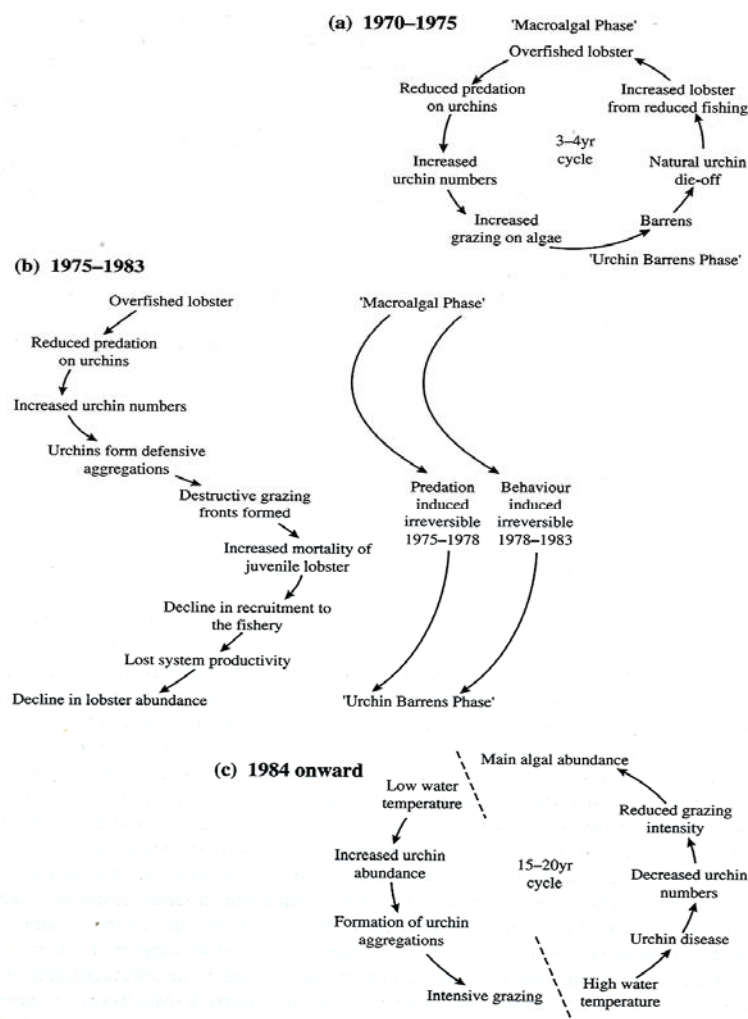 (a) 1970–1975
'Macroalgal Phase'
Overfished lobster
Reduced predation
on urchins
Increased
urchin numbers
Increased
grazing on algae
Barrens
'Urchin Barrens Phase'
Natural urchin
die-off
Increased lobster
from reduced fishing
3–4yr
cycle
(b) 1975–1983
Overfished lobster
Reduced predation
on urchins
Increased urchin numbers
Urchins form defensive
aggregations
Destructive grazing
fronts formed
Increased mortality of
juvenile lobster
Decline in recruitment to
the fishery
Lost system productivity
Decline in lobster abundance
'Macroalgal Phase'
Predation
induced
irreversible
1975–1978
Behaviour
induced
irreversible
1978–1983
'Urchin Barrens Phase'
(c) 1984 onward
Low water
temperature
Increased urchin
abundance
Formation of urchin
aggregations
Intensive grazing
15–20yr
cycle
High water
temperature
Urchin disease
Decreased urchin
numbers
Reduced grazing
intensity
Main algal abundance